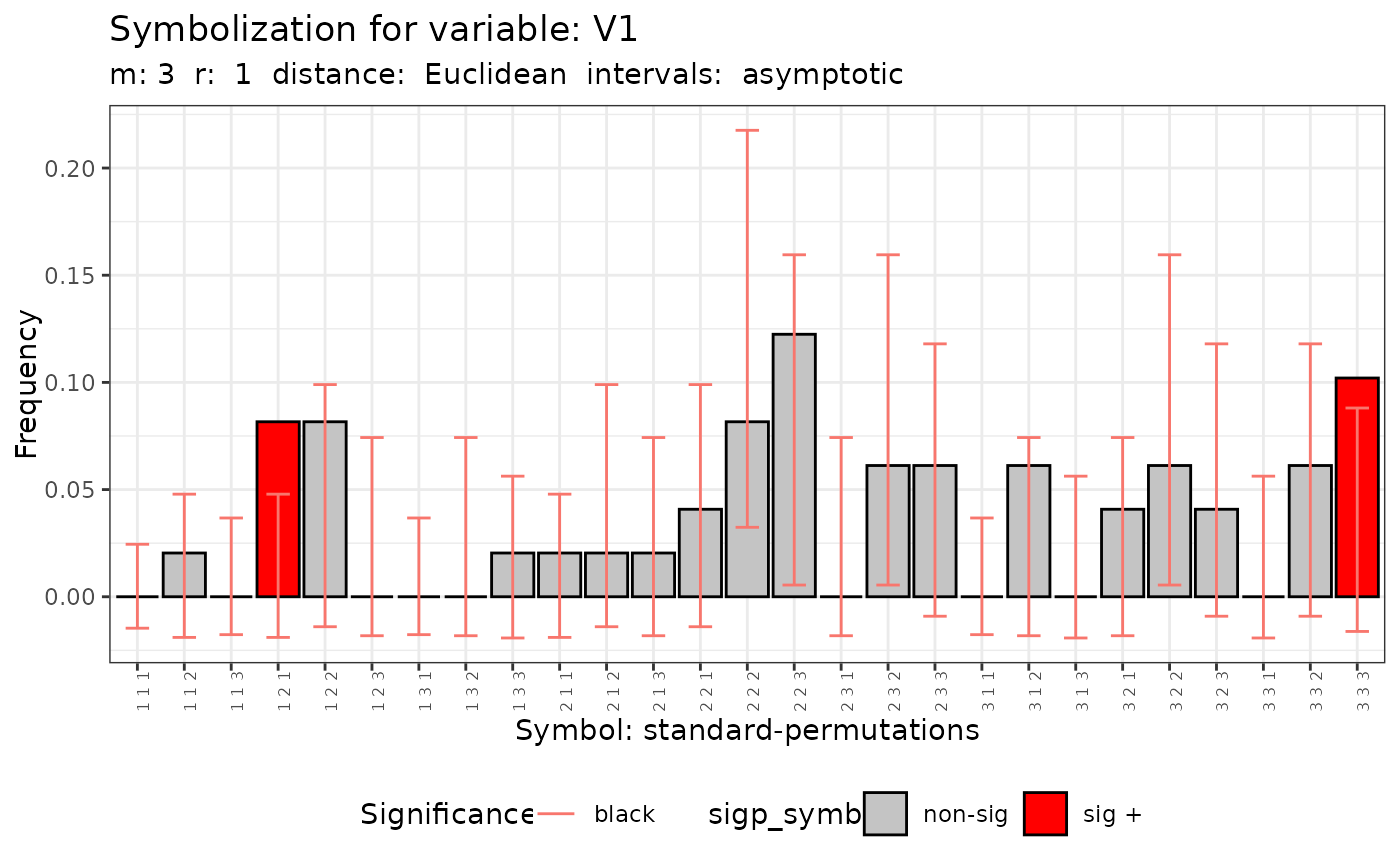 Symbolization for variable: V1
m: 3 r: 1 distance: Euclidean intervals: asymptotic
Frequency
0.20
0.15
0.10
0.05
0.00
1 1 1
1 1 2
1 1 3
1 2 1
1 2 2
1 2 3
1 3 1
1 3 2
1 3 3
2 1 1
2 1 2
2 1 3
2 2 1
2 2 2
2 2 3
2 3 1
2 3 2
2 3 3
3 1 1
3 1 2
3 1 3
3 2 1
3 2 2
3 2 3
3 3 1
3 3 2
3 3 3
Symbol: standard-permutations
Significance black sigp_symb non-sig sig +